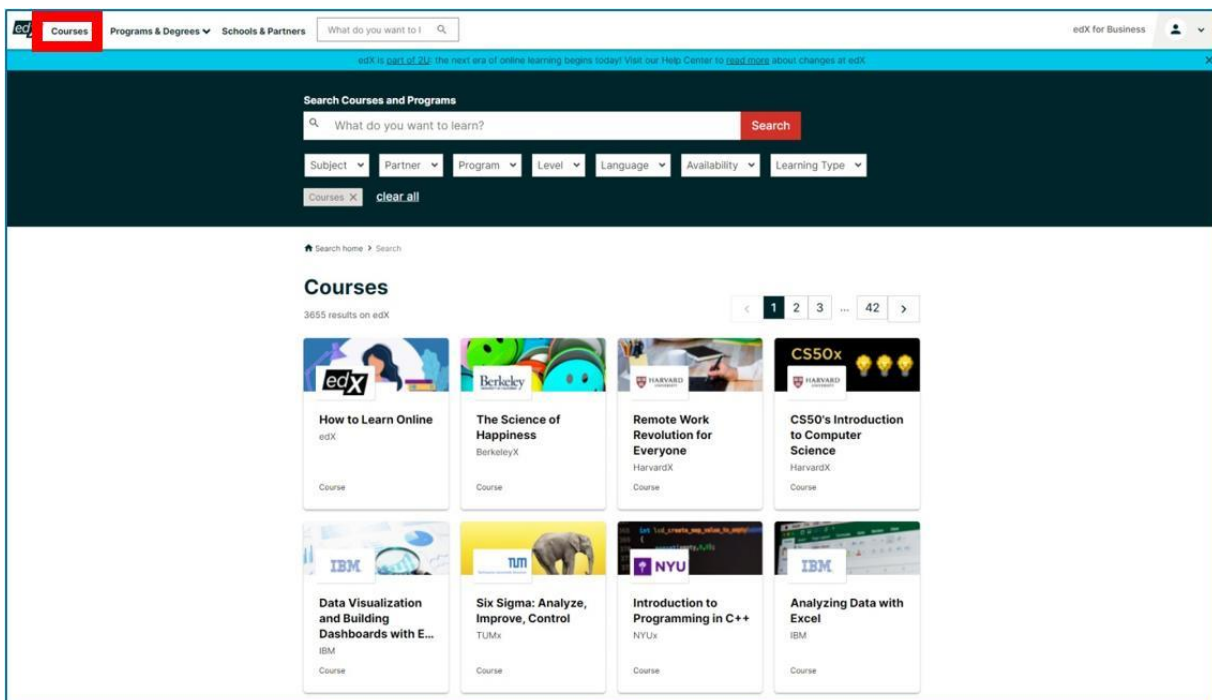 edX
Courses
Programs & Degrees
Schools & Partners
What do you want to l
edX for Business
edX is part of 2U: the next era of online learning begins today! Visit our Help Center to read more about changes at edX
Search Courses and Programs
What do you want to learn?
Search
Subject
Partner
Program
Level
Language
Availability
Learning Type
Courses X
clear all
Search home > Search
Courses
3655 results on edX
< 1 2 3 ... 42 >
edX
How to Learn Online
edX
Course
Berkeley
The Science of
Happiness
BerkeleyX
Course
HARVARD
UNIVERSITY
Remote Work
Revolution for
Everyone
HarvardX
Course
CS50x
HARVARD
UNIVERSITY
CS50's Introduction
to Computer
Science
HarvardX
Course
IBM
Data Visualization
and Building
Dashboards with E...
IBM
Course
TUM
Six Sigma: Analyze,
Improve, Control
TUMx
Course
NYU
Introduction to
Programming in C++
NYUx
Course
IBM
Analyzing Data with
Excel
IBM
Course